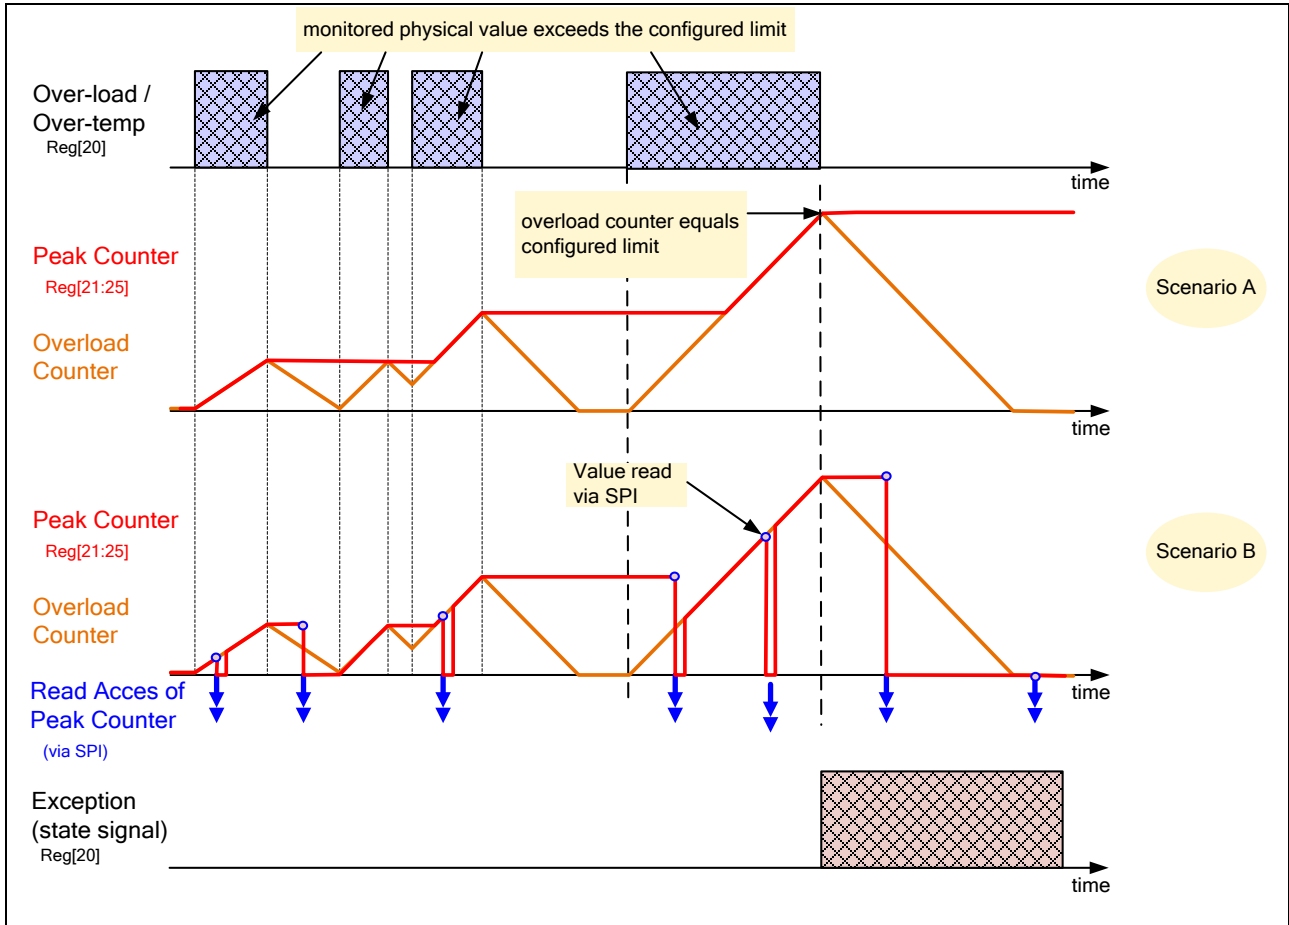 monitored physical value exceeds the configured limit
Over-load /
Over-temp
Reg[20]
time
overload counter equals
configured limit
Peak Counter
Reg[21:25]
Scenario A
Overload
Counter
time
Value read
via SPI
Peak Counter
Reg[21:25]
Scenario B
Overload
Counter
time
Read Acces of
Peak Counter
(via SPI)
Exception
(state signal)
Reg[20]
time